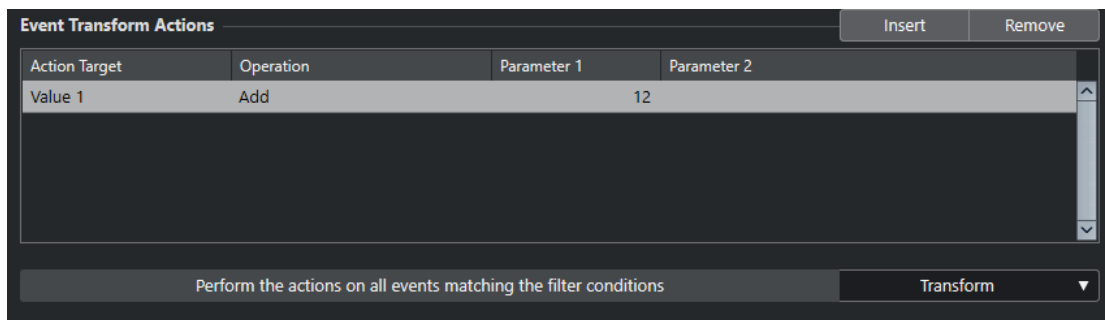 Event Transform Actions Insert Remove
Action Target Operation Parameter 1 Parameter 2
Value 1 Add 12
Perform the actions on all events matching the filter conditions Transform